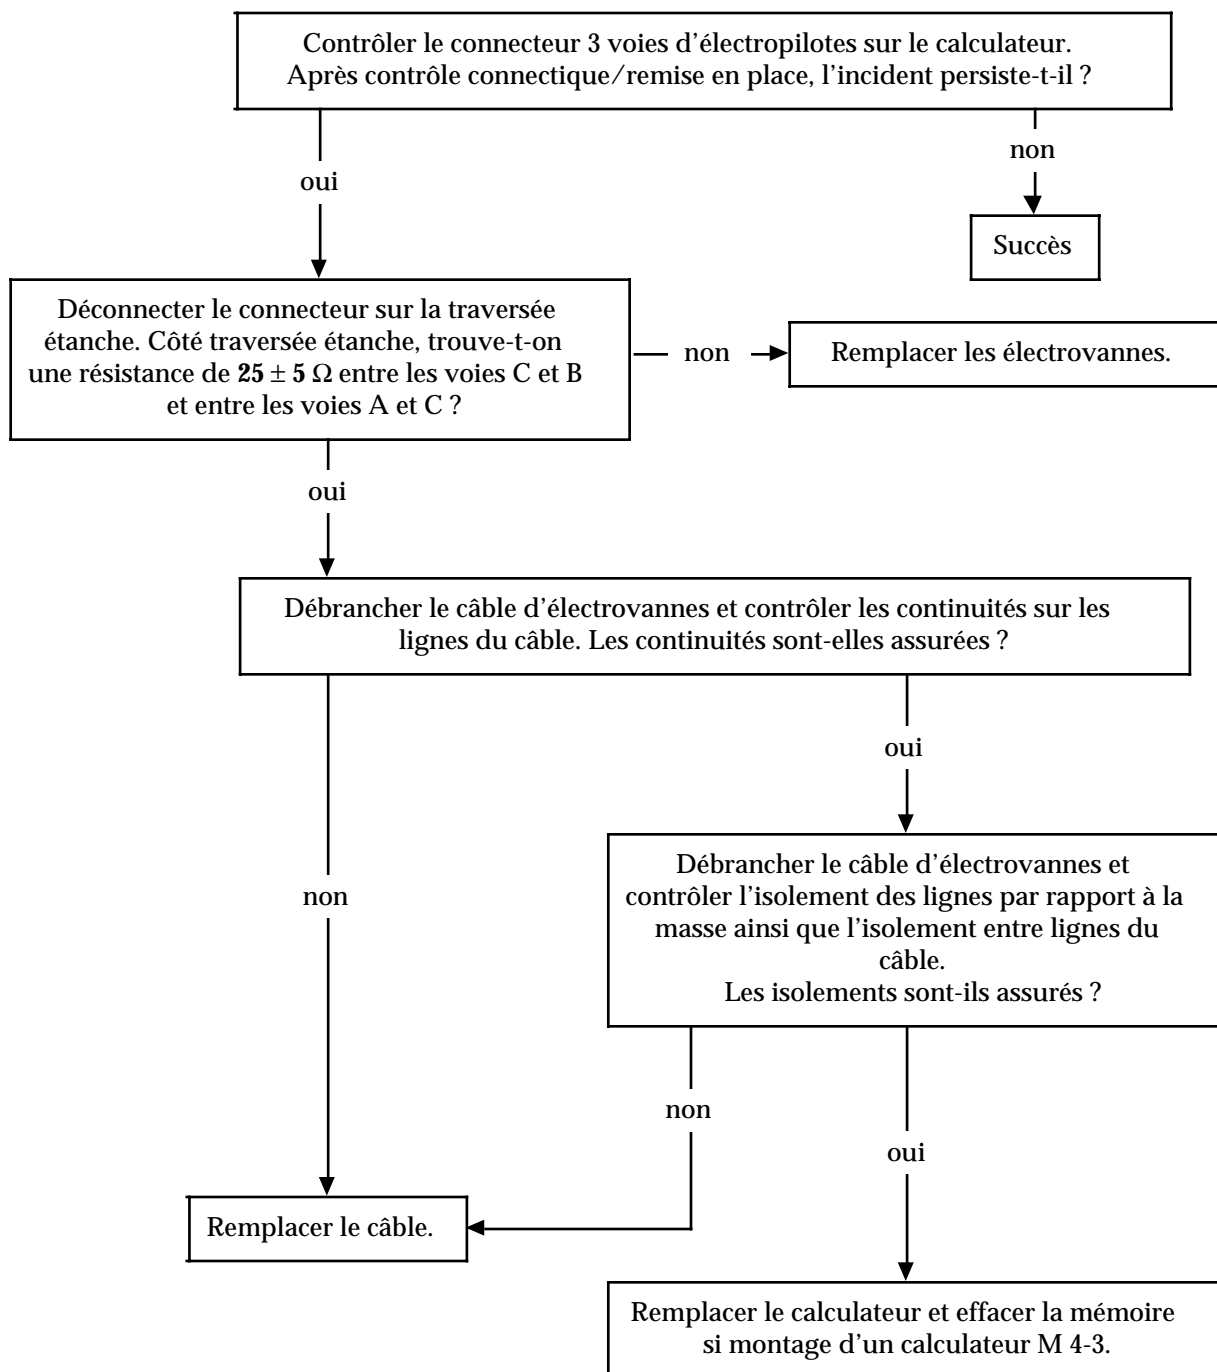 Contrôler le connecteur 3 voies d'électropilotes sur le calculateur.
Après contrôle connectique/remise en place, l'incident persiste-t-il ?
non
oui
Succès
Déconnecter le connecteur sur la traversée
étanche. Côté traversée étanche, trouve-t-on
une résistance de 25 ± 5 Ω entre les voies C et B
et entre les voies A et C ?
non
Remplacer les électrovannes.
oui
Débrancher le câble d'électrovannes et contrôler les continuités sur les
lignes du câble. Les continuités sont-elles assurées ?
oui
non
Débrancher le câble d'électrovannes et
contrôler l'isolement des lignes par rapport à la
masse ainsi que l'isolement entre lignes du
câble.
Les isolements sont-ils assurés ?
non
oui
Remplacer le câble.
Remplacer le calculateur et effacer la mémoire
si montage d'un calculateur M 4-3.